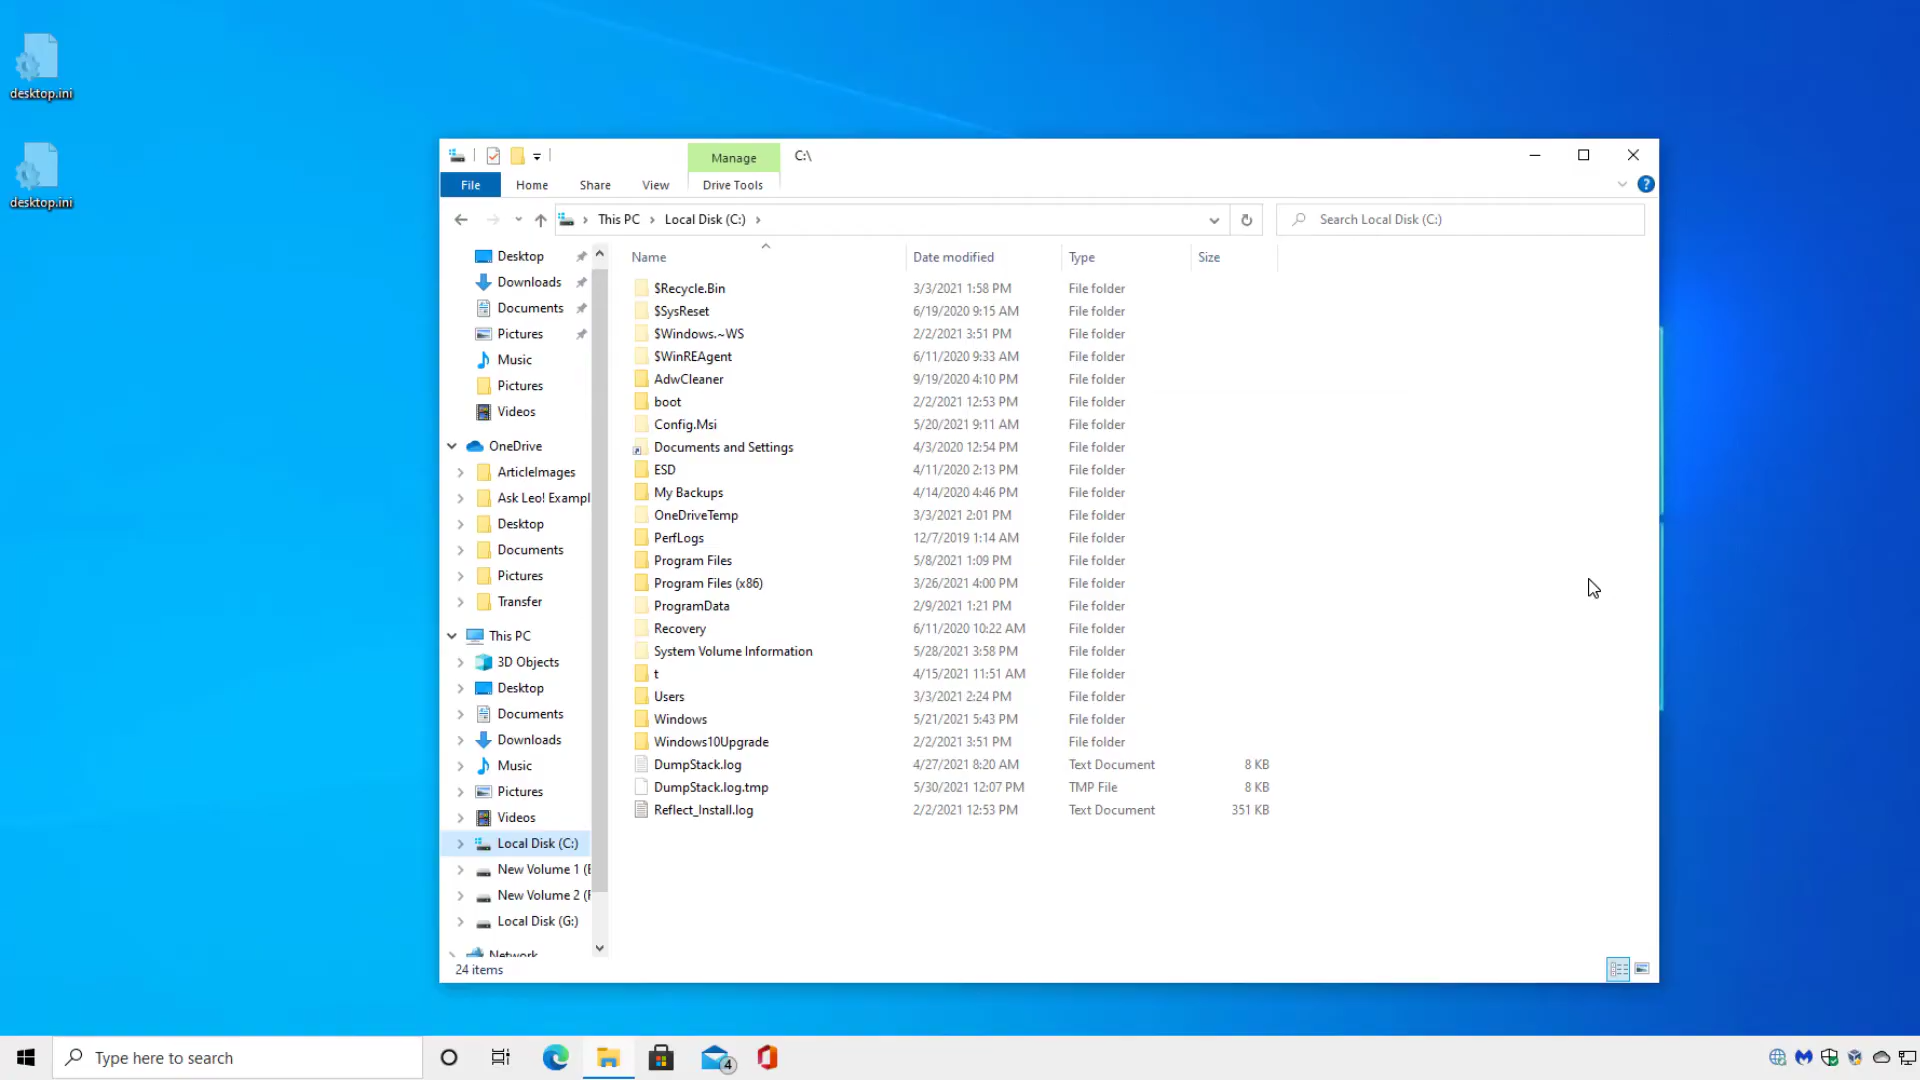 desktop.ini
desktop.ini
Manage C:\
File Home Share View Drive Tools
This PC Local Disk (C:) Search Local Disk (C:)
Desktop
Downloads
Documents
Pictures
Music
Pictures
Videos
OneDrive
ArticleImages
Ask Leo! Exampl
Desktop
Documents
Pictures
Transfer
This PC
3D Objects
Desktop
Documents
Downloads
Music
Pictures
Videos
Local Disk (C:)
New Volume 1 (E
New Volume 2 (F
Local Disk (G:)
Network
Name Date modified Type Size
$Recycle.Bin 3/3/2021 1:58 PM File folder
$SysReset 6/19/2020 9:15 AM File folder
$Windows.~WS 2/2/2021 3:51 PM File folder
$WinREAgent 6/11/2020 9:33 AM File folder
AdwCleaner 9/19/2020 4:10 PM File folder
boot 2/2/2021 12:53 PM File folder
Config.Msi 5/20/2021 9:11 AM File folder
Documents and Settings 4/3/2020 12:54 PM File folder
ESD 4/11/2020 2:13 PM File folder
My Backups 4/14/2020 4:46 PM File folder
OneDriveTemp 3/3/2021 2:01 PM File folder
PerfLogs 12/7/2019 1:14 AM File folder
Program Files 5/8/2021 1:09 PM File folder
Program Files (x86) 3/26/2021 4:00 PM File folder
ProgramData 2/9/2021 1:21 PM File folder
Recovery 6/11/2020 10:22 AM File folder
System Volume Information 5/28/2021 3:58 PM File folder
t 4/15/2021 11:51 AM File folder
Users 3/3/2021 2:24 PM File folder
Windows 5/21/2021 5:43 PM File folder
Windows10Upgrade 2/2/2021 3:51 PM File folder
DumpStack.log 4/27/2021 8:20 AM Text Document 8 KB
DumpStack.log.tmp 5/30/2021 12:07 PM TMP File 8 KB
Reflect_Install.log 2/2/2021 12:53 PM Text Document 351 KB
24 items
Type here to search 4